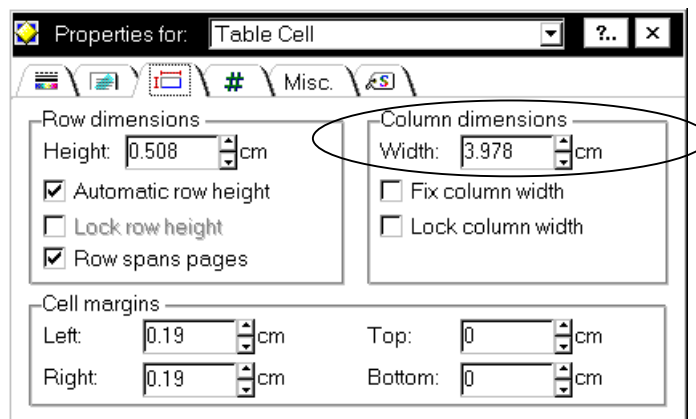 Properties for: Table Cell ?.. ×
# Misc. S
Row dimensions
Height: 0.508 cm
Automatic row height
Lock row height
Row spans pages
Column dimensions
Width: 3.978 cm
Fix column width
Lock column width
Cell margins
Left: 0.19 cm Top: 0 cm
Right: 0.19 cm Bottom: 0 cm